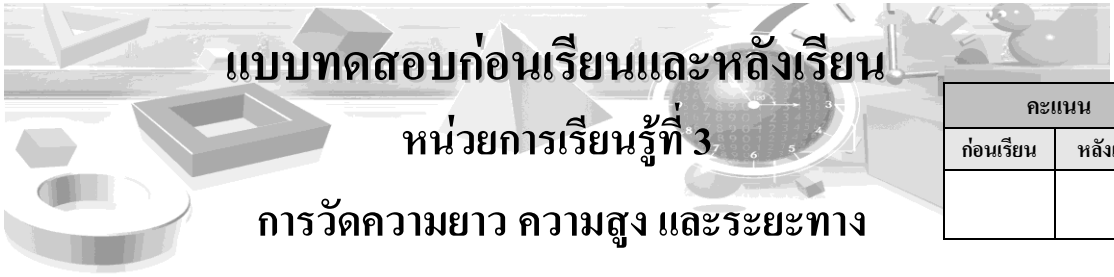 แบบทดสอบก่อนเรียนและหลังเรียน
หน่วยการเรียนรู้ที่ 3
การวัดความยาว ความสูง และระยะทาง
คะแนน
ก่อนเรียน